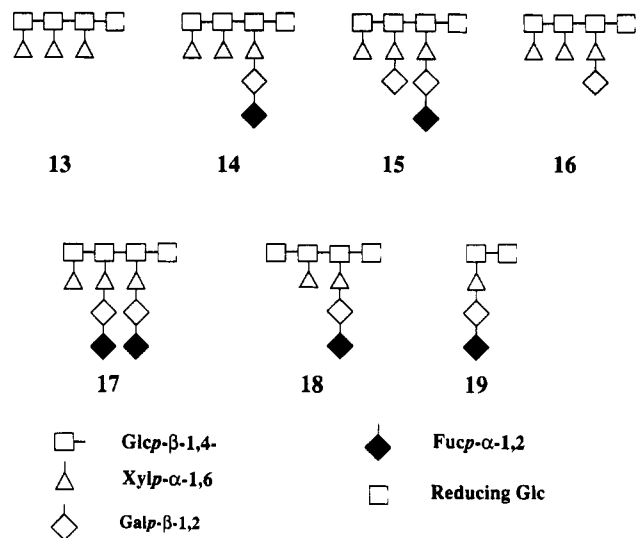 13 14 15 16
17 18 19
Glcp-β-1,4-
Fucp-α-1,2
Xylp-α-1,6
Reducing Glc
Galp-β-1,2